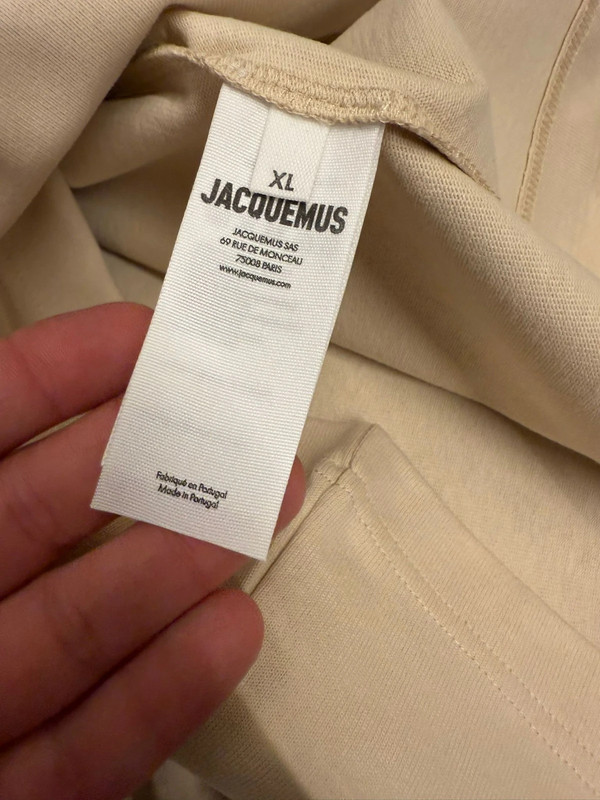 XL
JACQUEMUS
JACQUEMUS SAS
69 RUE DE MONCEAU
75008 PARIS
www.jacquemus.com
Fabriqué en Portugal
Made in Portugal